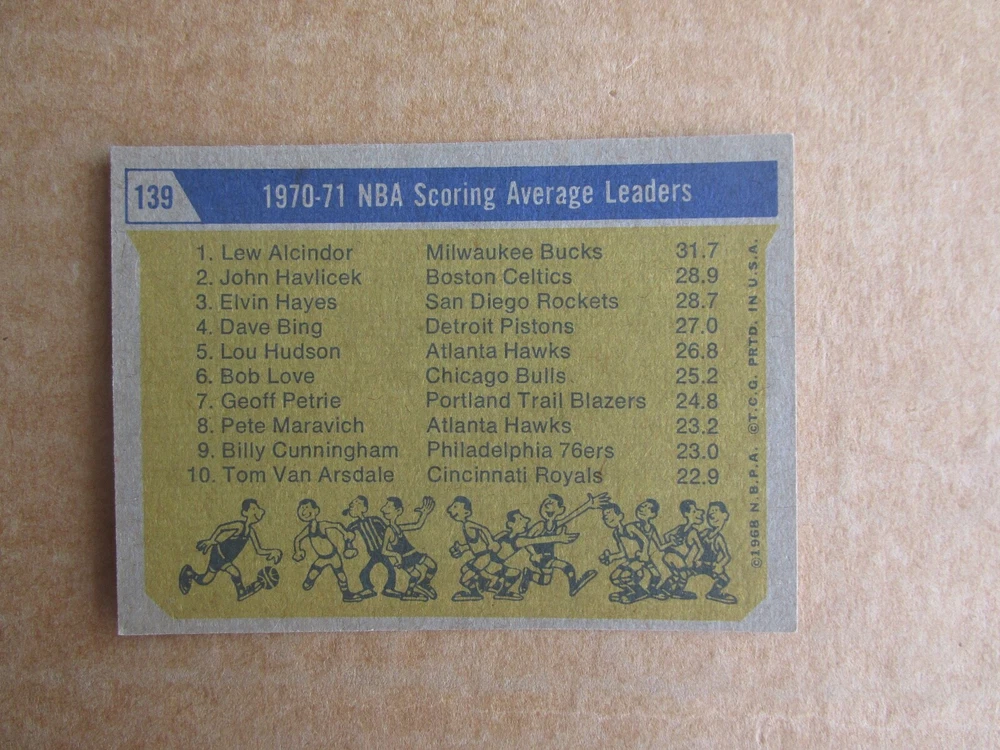 139 1970-71 NBA Scoring Average Leaders
1. Lew Alcindor Milwaukee Bucks 31.7
2. John Havlicek Boston Celtics 28.9
3. Elvin Hayes San Diego Rockets 28.7
4. Dave Bing Detroit Pistons 27.0
5. Lou Hudson Atlanta Hawks 26.8
6. Bob Love Chicago Bulls 25.2
7. Geoff Petrie Portland Trail Blazers 24.8
8. Pete Maravich Atlanta Hawks 23.2
9. Billy Cunningham Philadelphia 76ers 23.0
10. Tom Van Arsdale Cincinnati Royals 22.9
©1968 N.B.P.A. ©T.C.G. PRTD. IN U.S.A.